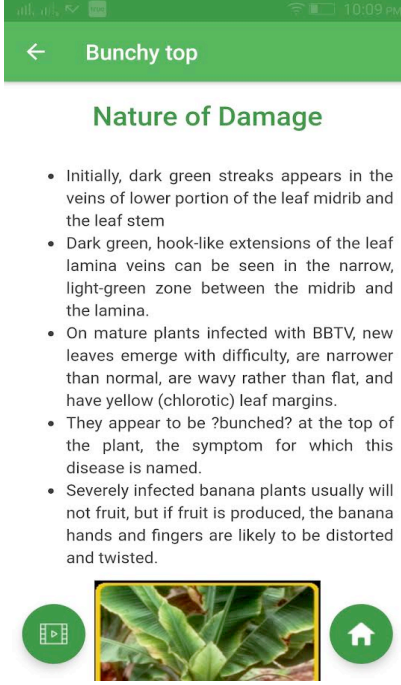 10:09 PM
Bunchy top
Nature of Damage
• Initially, dark green streaks appears in the
veins of lower portion of the leaf midrib and
the leaf stem
• Dark green, hook-like extensions of the leaf
lamina veins can be seen in the narrow,
light-green zone between the midrib and
the lamina.
• On mature plants infected with BBTV, new
leaves emerge with difficulty, are narrower
than normal, are wavy rather than flat, and
have yellow (chlorotic) leaf margins.
• They appear to be ?bunched? at the top of
the plant, the symptom for which this
disease is named.
• Severely infected banana plants usually will
not fruit, but if fruit is produced, the banana
hands and fingers are likely to be distorted
and twisted.